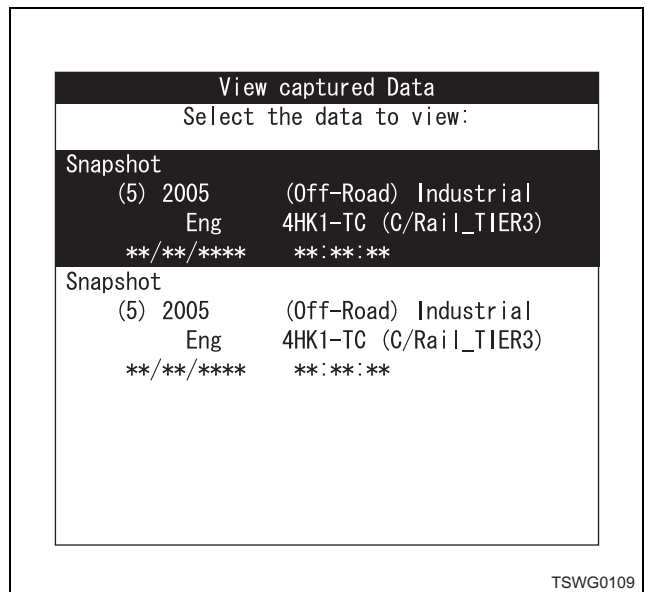 View captured Data
Select the data to view:
Snapshot
(5) 2005 (Off-Road) Industrial
Eng 4HK1-TC (C/Rail_TIER3)
**/**/**** **:**:**
Snapshot
(5) 2005 (Off-Road) Industrial
Eng 4HK1-TC (C/Rail_TIER3)
**/**/**** **:**:**
TSWG0109